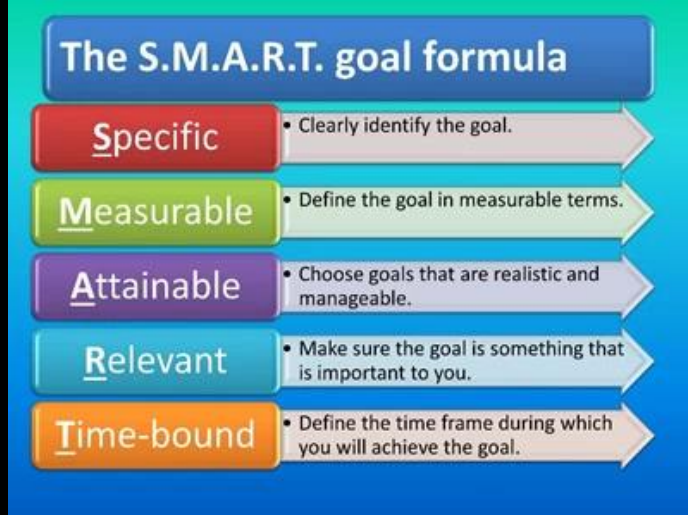 The S.M.A.R.T. goal formula
Specific
• Clearly identify the goal.
Measurable
• Define the goal in measurable terms.
Attainable
• Choose goals that are realistic and
manageable.
Relevant
• Make sure the goal is something that
is important to you.
Time-bound
• Define the time frame during which
you will achieve the goal.